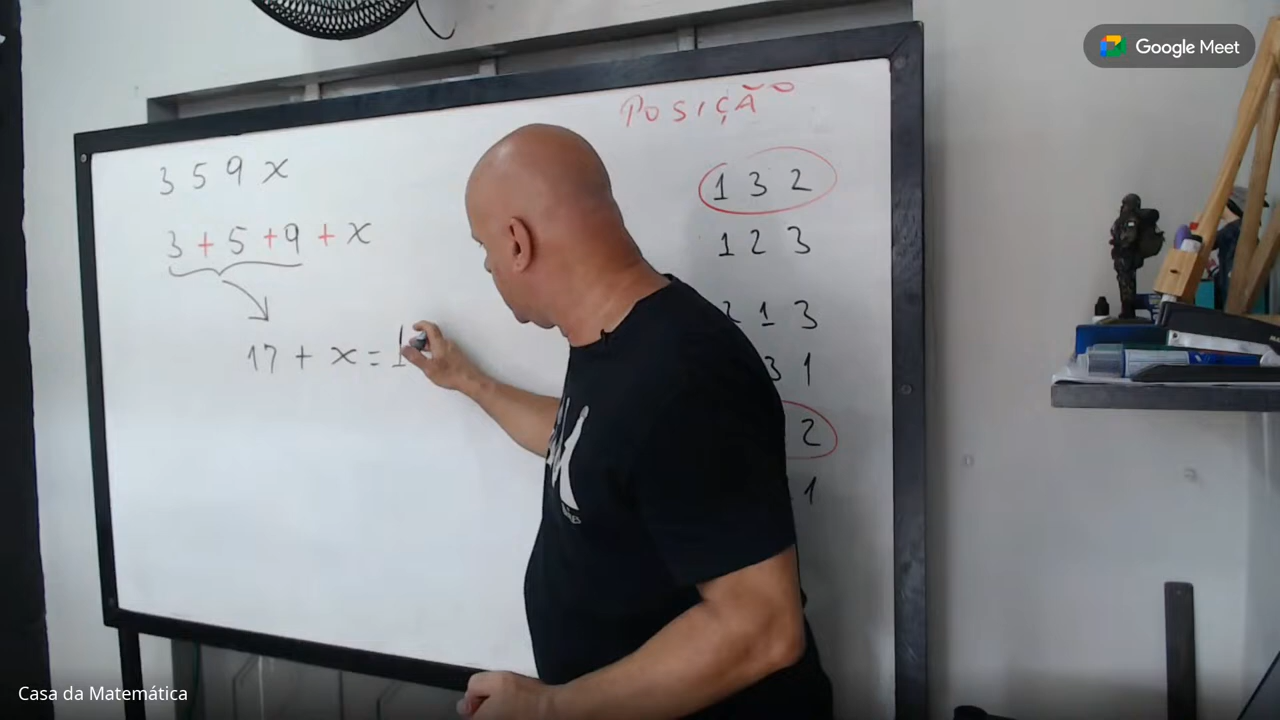 Google Meet
POSIÇÃO
3 5 9 x
3 + 5 + 9 + x
17 + x = 1
1 3 2
1 2 3
2 1 3
3 1
2
1
Casa da Matemática